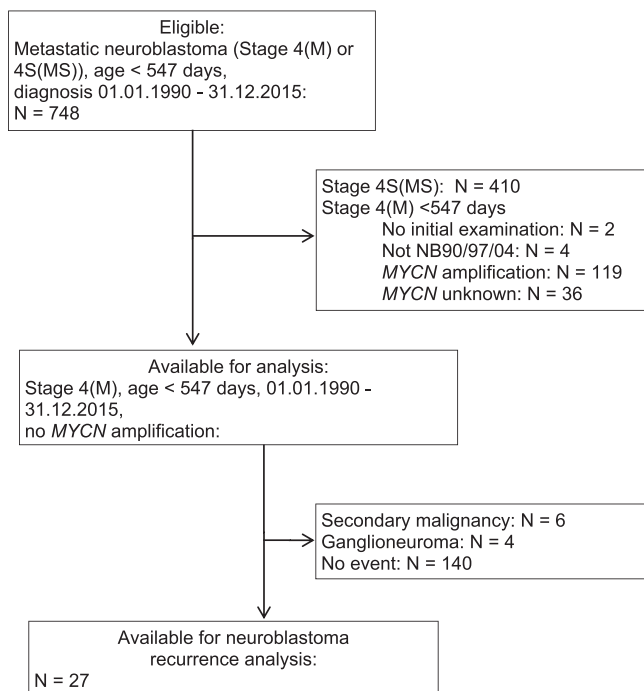 Eligible:
Metastatic neuroblastoma (Stage 4(M) or
4S(MS)), age < 547 days,
diagnosis 01.01.1990 - 31.12.2015:
N = 748
Stage 4S(MS): N = 410
Stage 4(M) <547 days
No initial examination: N = 2
Not NB90/97/04: N = 4
MYCN amplification: N = 119
MYCN unknown: N = 36
Available for analysis:
Stage 4(M), age < 547 days, 01.01.1990 -
31.12.2015,
no MYCN amplification:
Secondary malignancy: N = 6
Ganglioneuroma: N = 4
No event: N = 140
Available for neuroblastoma
recurrence analysis:
N = 27